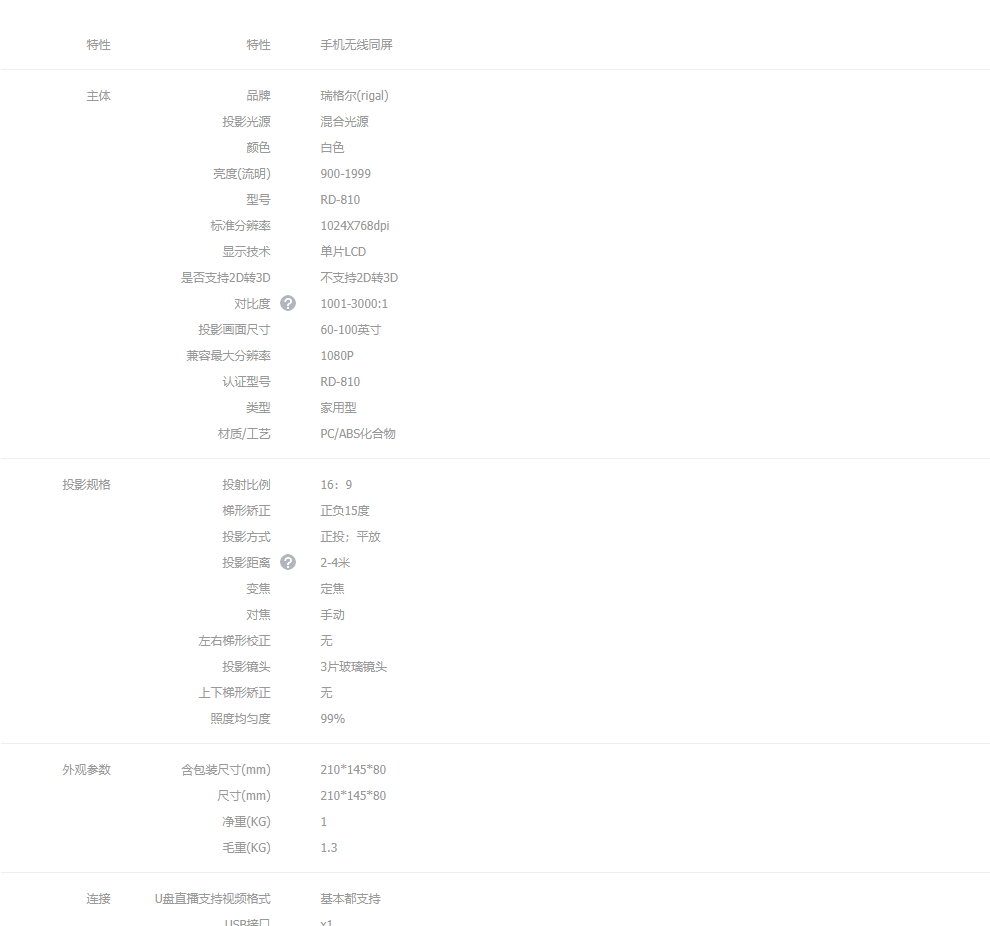 特性 特性 手机无线同屏
主体 品牌 瑞格尔(rigal)
投影光源 混合光源
颜色 白色
亮度(流明) 900-1999
型号 RD-810
标准分辨率 1024X768dpi
显示技术 单片LCD
是否支持2D转3D 不支持2D转3D
对比度 ? 1001-3000:1
投影画面尺寸 60-100英寸
兼容最大分辨率 1080P
认证型号 RD-810
类型 家用型
材质/工艺 PC/ABS化合物
投影规格 投射比例 16：9
梯形矫正 正负15度
投影方式 正投：平放
投影距离 ? 2-4米
变焦 定焦
对焦 手动
左右梯形校正 无
投影镜头 3片玻璃镜头
上下梯形矫正 无
照度均匀度 99%
外观参数 含包装尺寸(mm) 210*145*80
尺寸(mm) 210*145*80
净重(KG) 1
毛重(KG) 1.3
连接 U盘直播支持视频格式 基本都支持
USB接口 x1